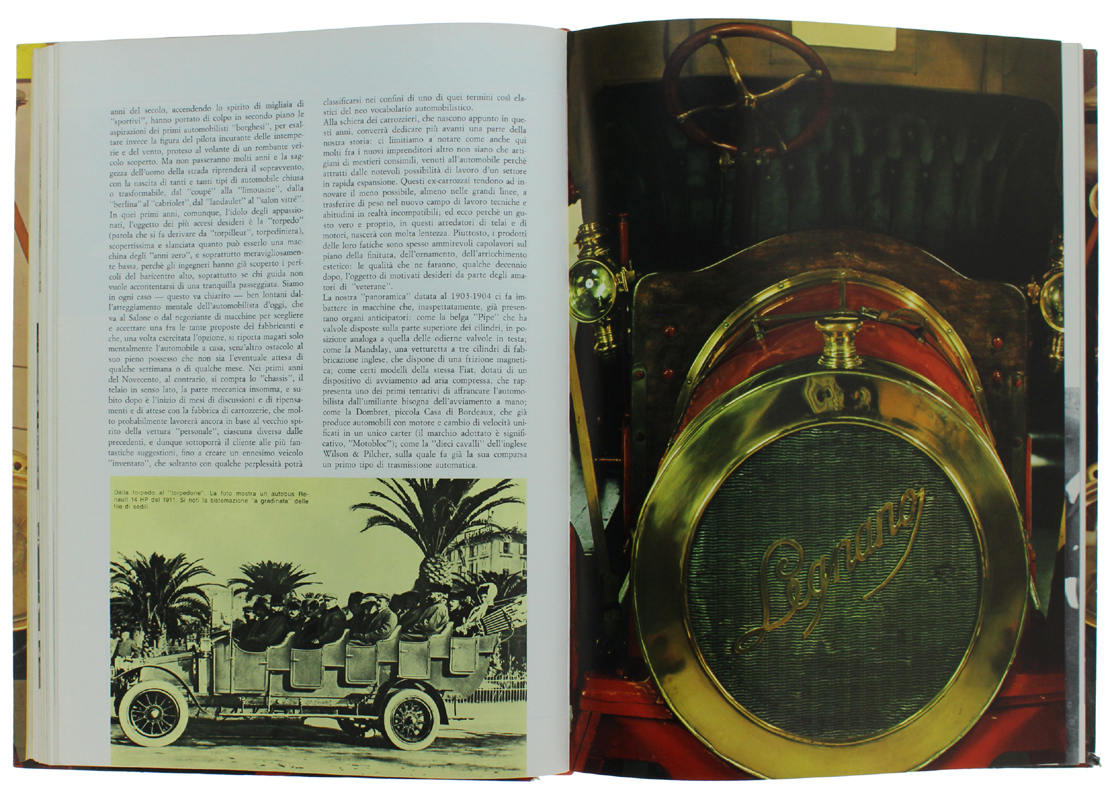 anni del secolo, accendendo lo spirito di migliaia di
"sportivi", hanno portato di colpo in secondo piano le
aspirazioni dei primi automobilisti "borghesi", per esal-
tare invece la figura del pilota incurante delle intempe-
rie e del vento, proteso al volante di un rombante vei-
colo scoperto. Ma non passeranno molti anni e la sag-
gezza dell'uomo della strada riprenderà il sopravvento,
con la nascita di tanti e tanti tipi di automobile chiusa
o trasformabile, dal "coupé" alla "limousine", dalla
"berlina" al "cabriolet", dal "landaulet" al "salon vitré".
In quei primi anni, comunque, l'idolo degli appassio-
nati, l'oggetto dei più accesi desideri è la "torpedo"
(parola che si fa derivare da "torpilleur", torpediniera),
scopertissima e slanciata quanto può esserlo una mac-
china degli "anni zero", e soprattutto meravigliosamen-
te bassa, perchè gli ingegneri hanno già scoperto i peri-
coli del baricentro alto, soprattutto se chi guida non
vuole accontentarsi di una tranquilla passeggiata. Siamo
in ogni caso — questo va chiarito — ben lontani dal-
l'atteggiamento mentale dell'automobilista d'oggi, che
va al Salone o dal negoziante di macchine per scegliere
e accettare una fra le tante proposte dei fabbricanti e
che, una volta esercitata l'opzione, si riporta magari solo
mentalmente l'automobile a casa, senz'altro ostacolo al
suo pieno possesso che non sia l'eventuale attesa di
qualche settimana o di qualche mese. Nei primi anni
del Novecento, al contrario, si compra lo "chassis", il
telaio in senso lato, la parte meccanica insomma, e su-
bito dopo è l'inizio di mesi di discussioni e di ripensa-
menti e di attese con la fabbrica di carrozzerie, che mol-
to probabilmente lavorerà ancora in base al vecchio spi-
rito della vettura "personale", ciascuna diversa dalle
precedenti, e dunque sottoporrà il cliente alle più fan-
tastiche suggestioni, fino a creare un ennesimo veicolo
"inventato", che soltanto con qualche perplessità potrà
classificarsi nei confini di uno di quei termini così ela-
stici del neo vocabolario automobilistico.
Alla schiera dei carrozzieri, che nascono appunto in que-
sti anni, converrà dedicare più avanti una parte della
nostra storia: ci limitiamo a notare come anche qui
molti fra i nuovi imprenditori altro non siano che arti-
giani di mestieri consimili, venuti all'automobile perchè
attratti dalle notevoli possibilità di lavoro d'un settore
in rapida espansione. Questi ex-carrozzai tendono ad in-
novare il meno possibile, almeno nelle grandi linee, a
trasferire di peso nel nuovo campo di lavoro tecniche e
abitudini in realtà incompatibili; ed ecco perchè un gu-
sto vero e proprio, in questi arredatori di telai e di
motori, nascerà con molta lentezza. Piuttosto, i prodotti
delle loro fatiche sono spesso ammirevoli capolavori sul
piano della finitura, dell'ornamento, dell'arricchimento
estetico: le qualità che ne faranno, qualche decennio
dopo, l'oggetto di motivati desideri da parte degli ama-
tori di "veterane".
La nostra "panoramica" datata al 1903-1904 ci fa im-
battere in macchine che, inaspettatamente, già presen-
tano organi anticipatori: come la belga "Pipe" che ha
valvole disposte sulla parte superiore dei cilindri, in po-
sizione analoga a quella delle odierne valvole in testa;
come la Mandslay, una vetturetta a tre cilindri di fab-
bricazione inglese, che dispone di una frizione magneti-
ca; come certi modelli della stessa Fiat, dotati di un
dispositivo di avviamento ad aria compressa, che rap-
presenta uno dei primi tentativi di affrancare l'automo-
bilista dall'umiliante bisogna dell'avviamento a mano;
come la Dombret, piccola Casa di Bordeaux, che già
produce automobili con motore e cambio di velocità uni-
ficati in un unico carter (il marchio adottato è signifi-
cativo, "Motobloc"); come la "dieci cavalli" dell'inglese
Wilson & Pilcher, sulla quale fa già la sua comparsa
un primo tipo di trasmissione automatica.
Dalla torpedo al "torpedone". La foto mostra un autobus Re-
nault 14 HP del 1911. Si noti la sistemazione "a gradinata" delle
file di sedili.
Legnano